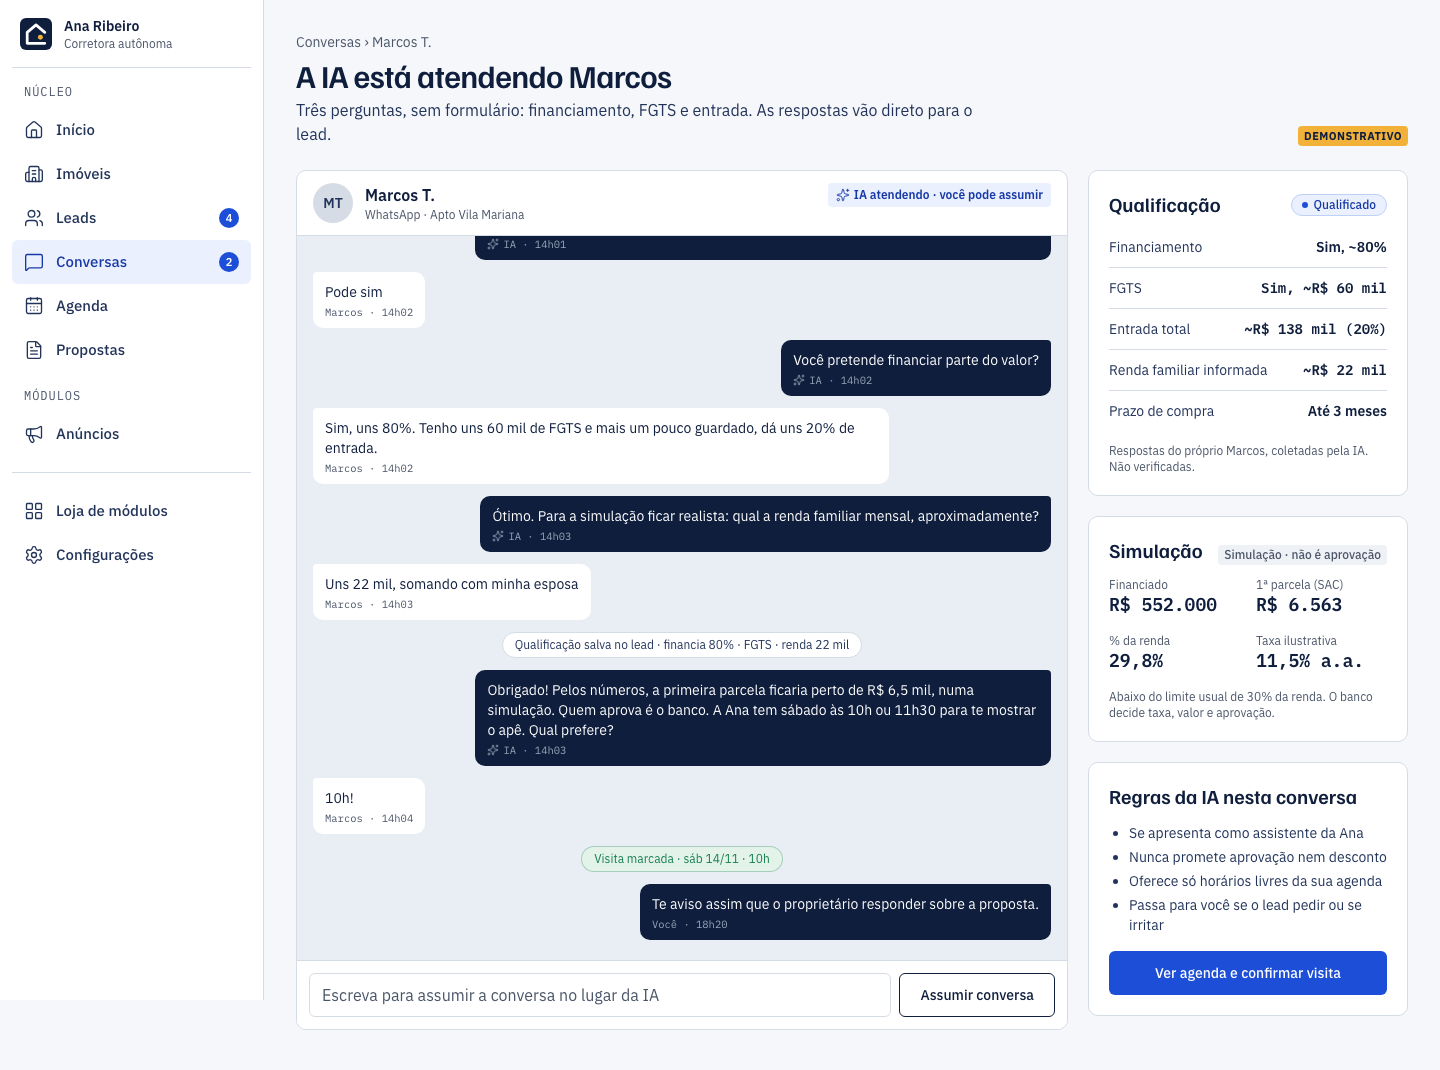 Ana Ribeiro
Corretora autônoma
NÚCLEO
Início
Imóveis
Leads 4
Conversas 2
Agenda
Propostas
MÓDULOS
Anúncios
Loja de módulos
Configurações
Conversas › Marcos T.
A IA está atendendo Marcos
Três perguntas, sem formulário: financiamento, FGTS e entrada. As respostas vão direto para o
lead.
DEMONSTRATIVO
MT
Marcos T.
WhatsApp · Apto Vila Mariana
IA atendendo · você pode assumir
IA · 14h01
Pode sim
Marcos · 14h02
Você pretende financiar parte do valor?
IA · 14h02
Sim, uns 80%. Tenho uns 60 mil de FGTS e mais um pouco guardado, dá uns 20% de
entrada.
Marcos · 14h02
Ótimo. Para a simulação ficar realista: qual a renda familiar mensal, aproximadamente?
IA · 14h03
Uns 22 mil, somando com minha esposa
Marcos · 14h03
Qualificação salva no lead · financia 80% · FGTS · renda 22 mil
Obrigado! Pelos números, a primeira parcela ficaria perto de R$ 6,5 mil, numa
simulação. Quem aprova é o banco. A Ana tem sábado às 10h ou 11h30 para te mostrar
o apê. Qual prefere?
IA · 14h03
10h!
Marcos · 14h04
Visita marcada · sáb 14/11 · 10h
Te aviso assim que o proprietário responder sobre a proposta.
Você · 18h20
Escreva para assumir a conversa no lugar da IA
Assumir conversa
Qualificação
Qualificado
Financiamento Sim, ~80%
FGTS Sim, ~R$ 60 mil
Entrada total ~R$ 138 mil (20%)
Renda familiar informada ~R$ 22 mil
Prazo de compra Até 3 meses
Respostas do próprio Marcos, coletadas pela IA.
Não verificadas.
Simulação
Simulação · não é aprovação
Financiado 1ª parcela (SAC)
R$ 552.000 R$ 6.563
% da renda Taxa ilustrativa
29,8% 11,5% a.a.
Abaixo do limite usual de 30% da renda. O banco
decide taxa, valor e aprovação.
Regras da IA nesta conversa
Se apresenta como assistente da Ana
Nunca promete aprovação nem desconto
Oferece só horários livres da sua agenda
Passa para você se o lead pedir ou se
irritar
Ver agenda e confirmar visita